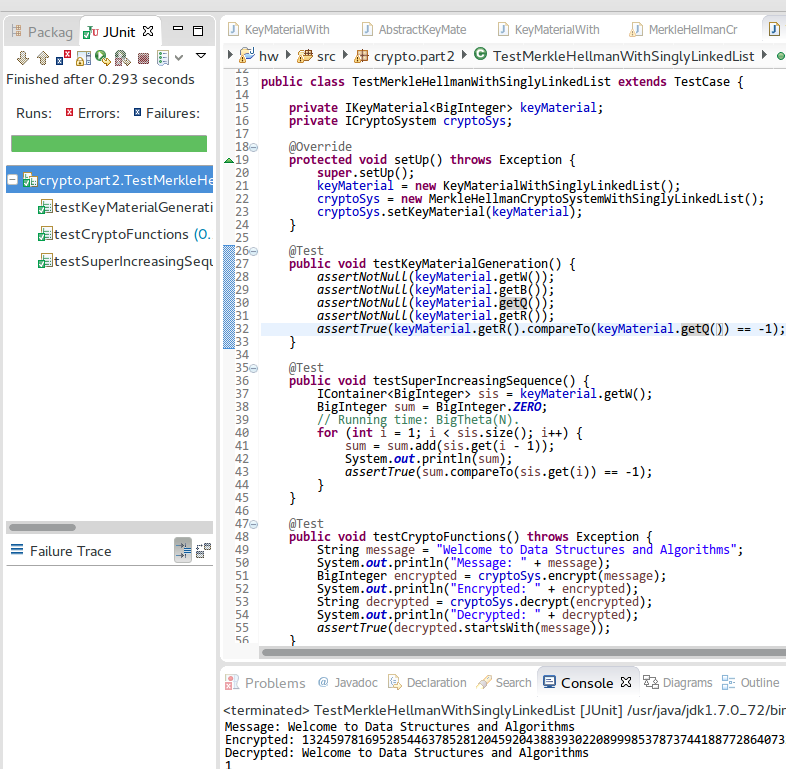 Packag
JUnit
Finished after 0.293 seconds
Runs:
Errors:
Failures:
crypto.part2.TestMerkleHe
testKeyMaterialGenerati
testCryptoFunctions (0.
testSuperIncreasingSequ
Failure Trace
KeyMaterialWith
AbstractKeyMate
KeyMaterialWith
MerkleHellmanCr
hw
src
crypto.part2
TestMerkleHellmanWithSinglyLinkedList
12
13 public class TestMerkleHellmanWithSinglyLinkedList extends TestCase {
14
15 private IKeyMaterial<BigInteger> keyMaterial;
16 private ICryptoSystem cryptoSys;
17
18 @Override
19 protected void setUp() throws Exception {
20 super.setUp();
21 keyMaterial = new KeyMaterialWithSinglyLinkedList();
22 cryptoSys = new MerkleHellmanCryptoSystemWithSinglyLinkedList();
23 cryptoSys.setKeyMaterial(keyMaterial);
24 }
25
26 @Test
27 public void testKeyMaterialGeneration() {
28 assertNotNull(keyMaterial.getW());
29 assertNotNull(keyMaterial.getB());
30 assertNotNull(keyMaterial.getQ());
31 assertNotNull(keyMaterial.getR());
32 assertTrue(keyMaterial.getR().compareTo(keyMaterial.getQ()) == -1);
33 }
34
35 @Test
36 public void testSuperIncreasingSequence() {
37 IContainer<BigInteger> sis = keyMaterial.getW();
38 BigInteger sum = BigInteger.ZERO;
39 // Running time: BigTheta(N).
40 for (int i = 1; i < sis.size(); i++) {
41 sum = sum.add(sis.get(i - 1));
42 System.out.println(sum);
43 assertTrue(sum.compareTo(sis.get(i)) == -1);
44 }
45 }
46
47 @Test
48 public void testCryptoFunctions() throws Exception {
49 String message = "Welcome to Data Structures and Algorithms";
50 System.out.println("Message: " + message);
51 BigInteger encrypted = cryptoSys.encrypt(message);
52 System.out.println("Encrypted: " + encrypted);
53 String decrypted = cryptoSys.decrypt(encrypted);
54 System.out.println("Decrypted: " + decrypted);
55 assertTrue(decrypted.startsWith(message));
56 }
Problems
@ Javadoc
Declaration
Search
Console
Diagrams
Outline
<terminated> TestMerkleHellmanWithSinglyLinkedList [JUnit] /usr/java/jdk1.7.0_72/bin
Message: Welcome to Data Structures and Algorithms
Encrypted: 132459781695285446378528120459204388393022089998537873744188772864073
Decrypted: Welcome to Data Structures and Algorithms
1